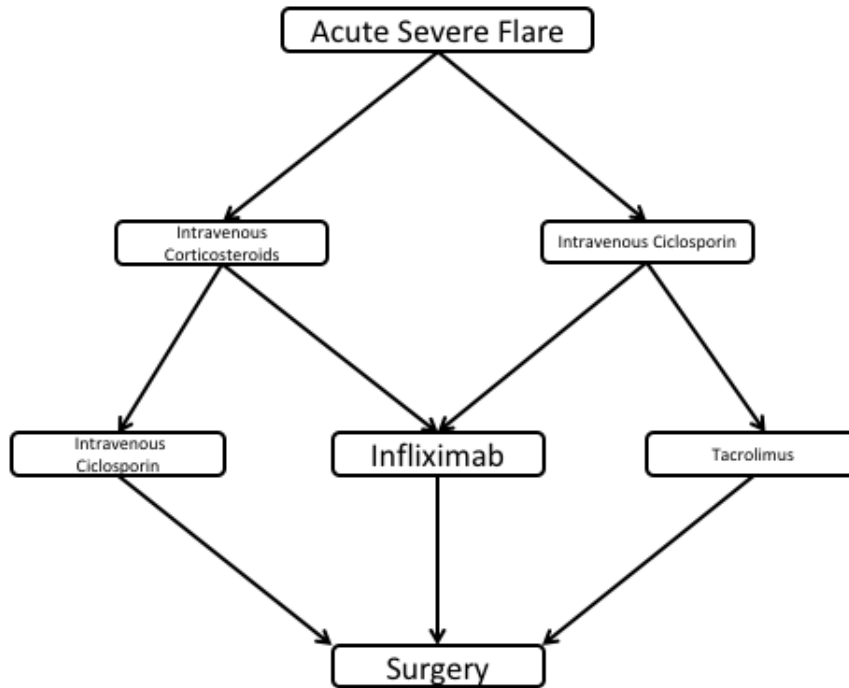 Acute Severe Flare
Intravenous
Corticosteroids
Intravenous Ciclosporin
Intravenous
Ciclosporin
Infliximab
Tacrolimus
Surgery